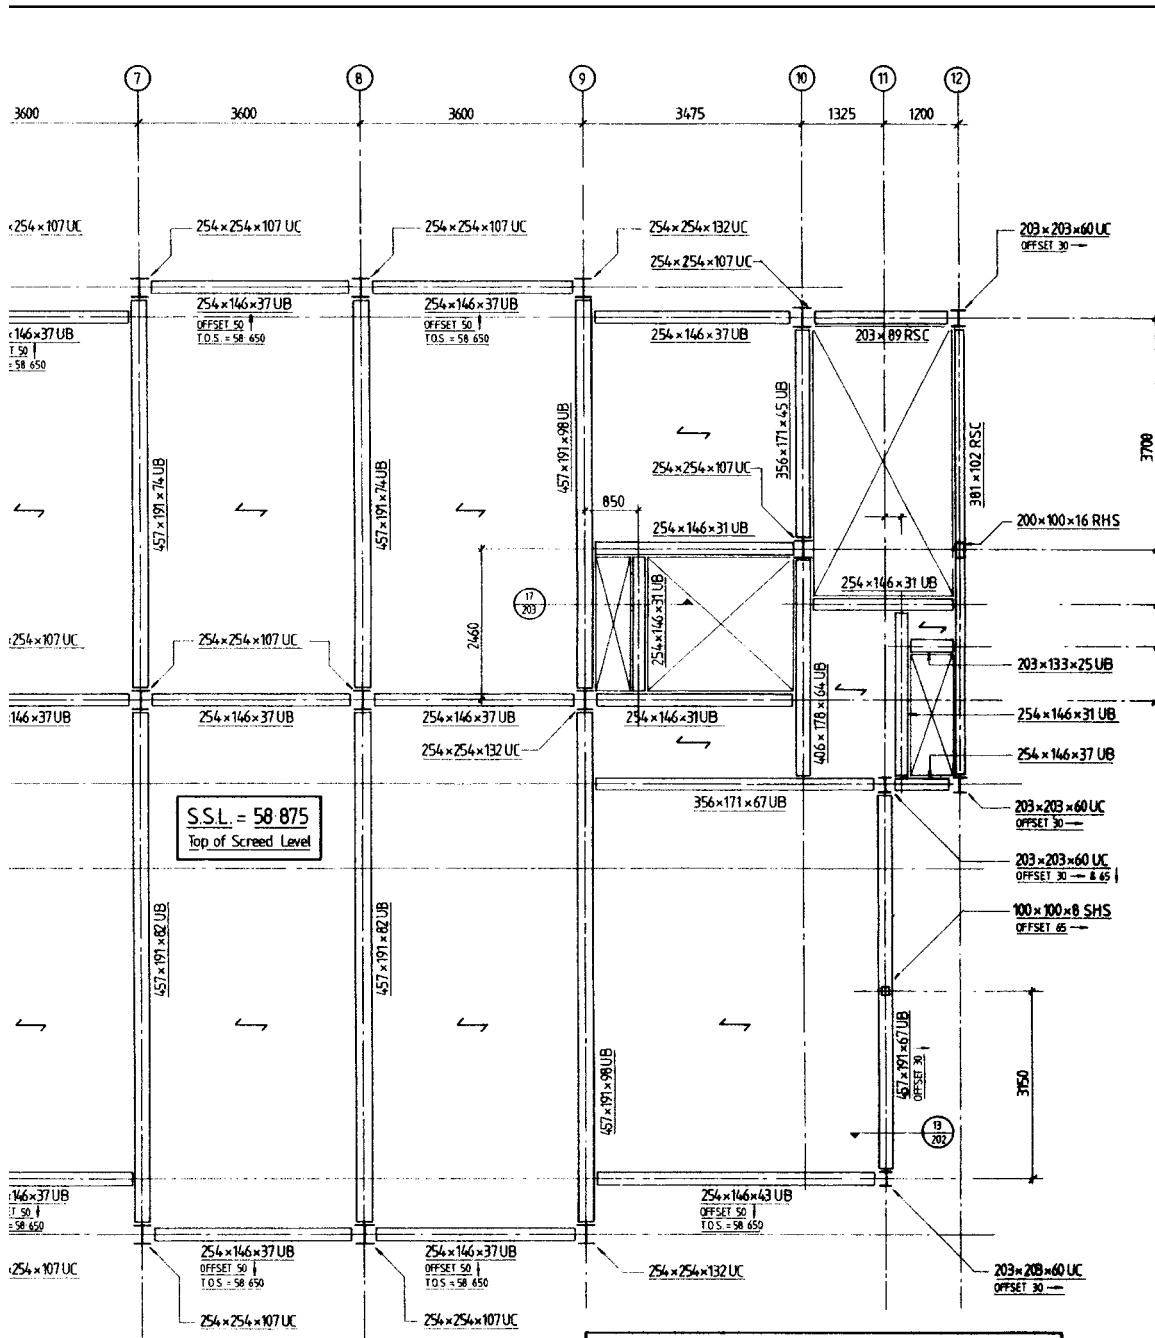 7 8 9 10 11 12
3600 3600 3600 3475 1325 1200
×254×107 UC
254×254×107 UC
254×254×107 UC
254×254×132 UC
203×203×60 UC
OFFSET 30 →
254×254×107 UC
254×146×37 UB
OFFSET 50 ↑
T.O.S. = 58·650
254×146×37 UB
OFFSET 50 ↑
T.O.S. = 58·650
254×146×37 UB
203×89 RSC
×146×37 UB
T 50 ↑
= 58·650
457×191×74 UB
457×191×74 UB
457×191×98 UB
356×171×45 UB
381×102 RSC
3700
254×254×107 UC
850
254×146×31 UB
200×100×16 RHS
254×146×31 UB
17
203
2460
254×146×31 UB
×254×107 UC
254×254×107 UC
203×133×25 UB
406×178×64 UB
×146×37 UB
254×146×37 UB
254×146×37 UB
254×146×31 UB
254×146×31 UB
254×254×132 UC
254×146×37 UB
S.S.L. = 58·875
Top of Screed Level
356×171×67 UB
203×203×60 UC
OFFSET 30 →
203×203×60 UC
OFFSET 30 → & 65 ↓
100×100×8 SHS
OFFSET 65 →
457×191×82 UB
457×191×82 UB
457×191×98 UB
457×191×67 UB
OFFSET 30 →
3150
13
202
×146×37 UB
T 50 ↓
= 58·650
254×146×43 UB
OFFSET 50 ↓
T.O.S. = 58·650
254×146×37 UB
OFFSET 50 ↓
T.O.S = 58·650
254×146×37 UB
OFFSET 50 ↓
T.O.S = 58·650
×254×107 UC
254×254×132 UC
203×203×60 UC
OFFSET 30 →
254×254×107 UC
254×254×107 UC